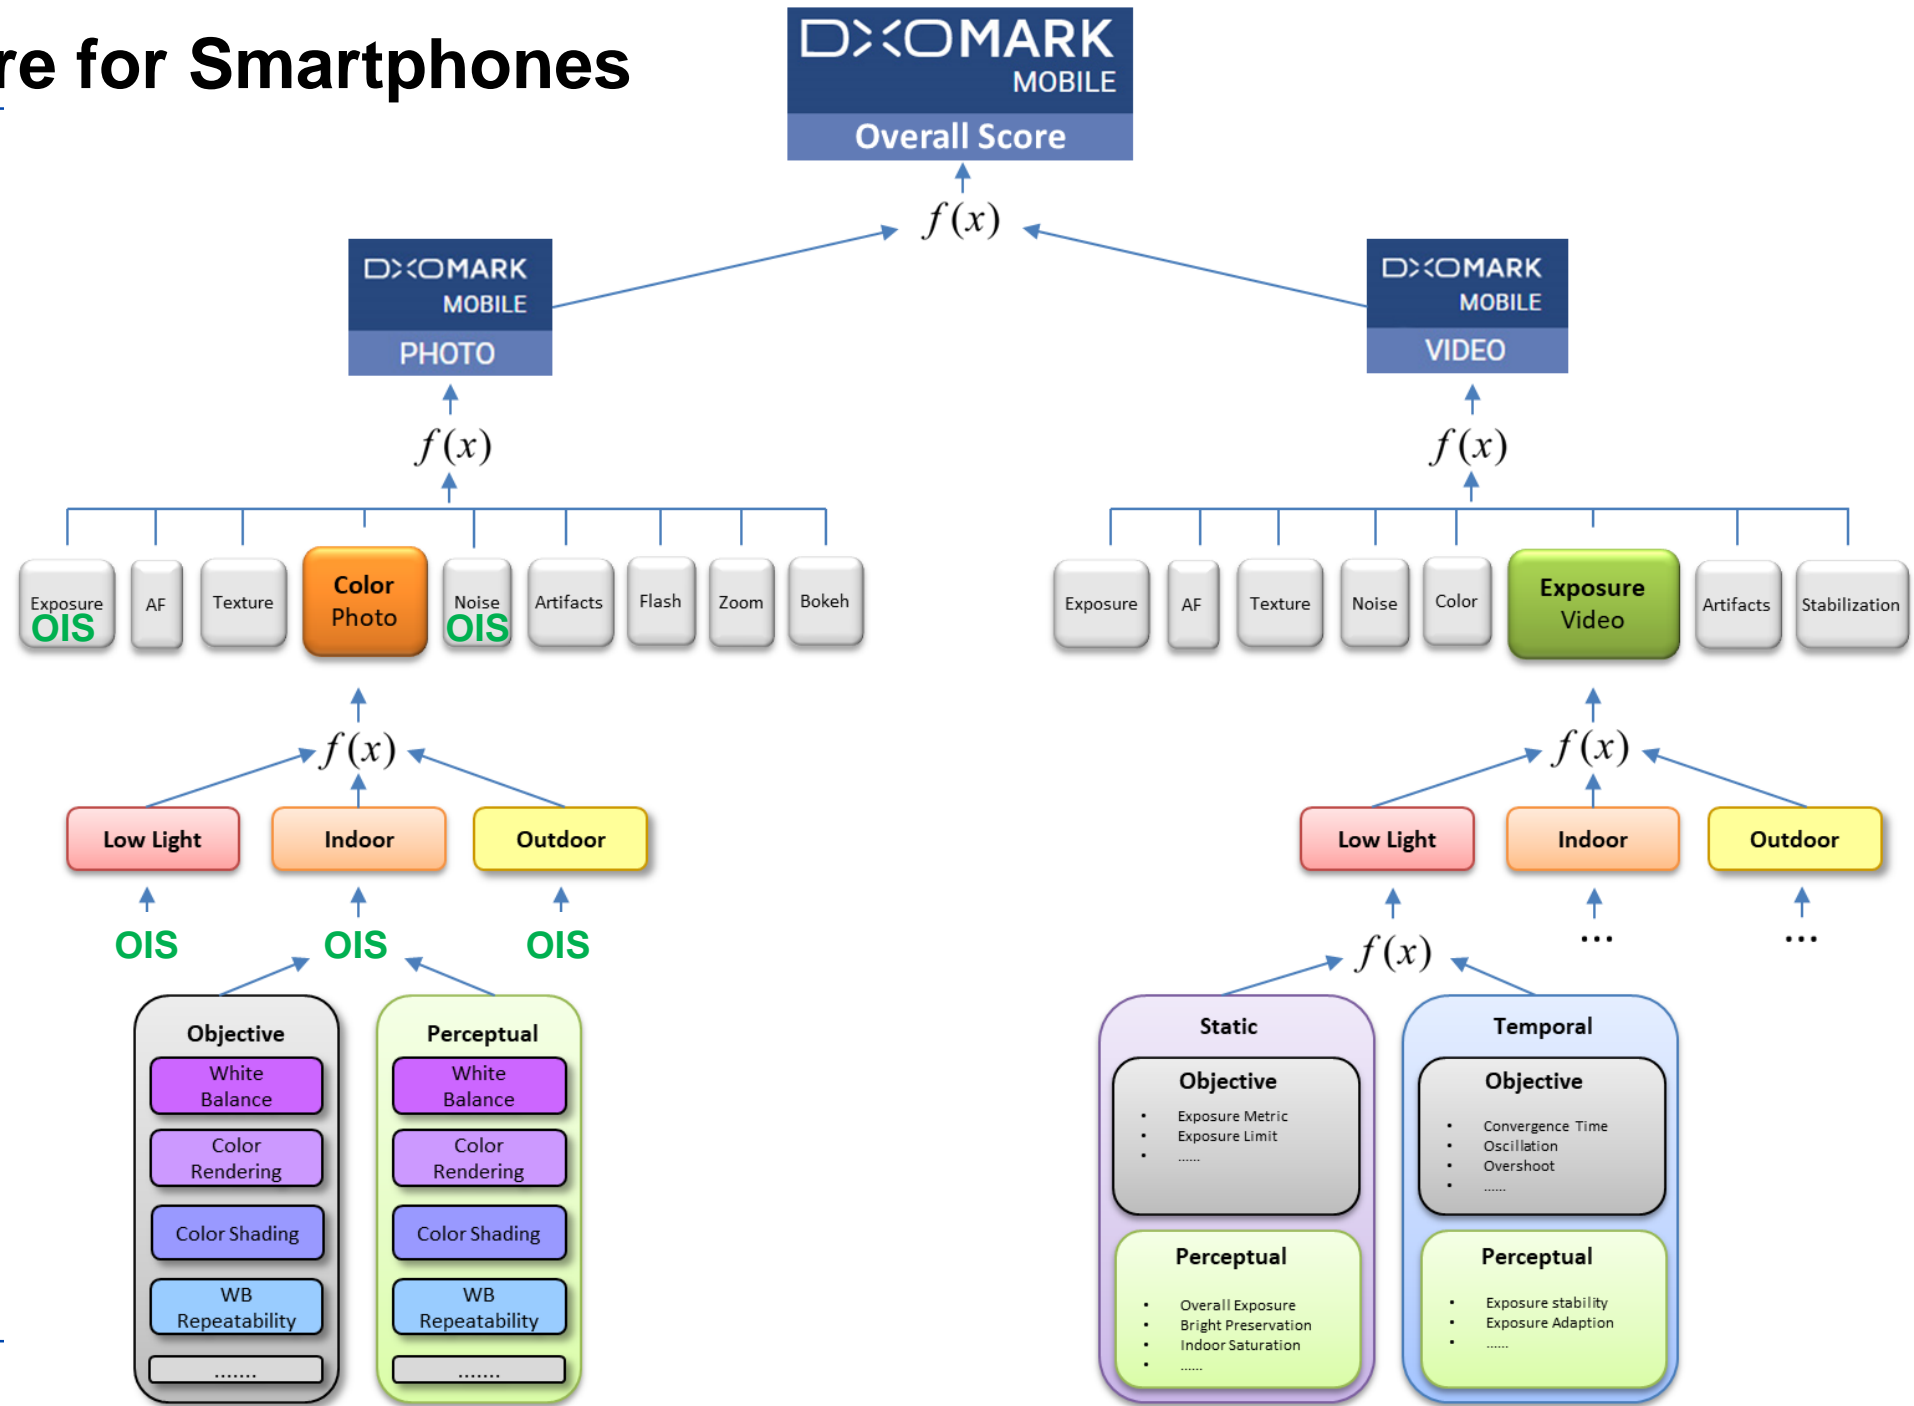 re for Smartphones
DXOMARK
MOBILE
Overall Score
f(x)
DXOMARK
MOBILE
PHOTO
DXOMARK
MOBILE
VIDEO
f(x)
f(x)
Exposure
OIS
AF
Texture
Color
Photo
Noise
OIS
Artifacts
Flash
Zoom
Bokeh
Exposure
AF
Texture
Noise
Color
Exposure
Video
Artifacts
Stabilization
f(x)
f(x)
Low Light
Indoor
Outdoor
Low Light
Indoor
Outdoor
OIS
OIS
OIS
f(x)
...
...
Objective
White
Balance
Color
Rendering
Color Shading
WB
Repeatability
.......
Perceptual
White
Balance
Color
Rendering
Color Shading
WB
Repeatability
.......
Static
Objective
• Exposure Metric
• Exposure Limit
• ......
Perceptual
• Overall Exposure
• Bright Preservation
• Indoor Saturation
• ......
Temporal
Objective
• Convergence Time
• Oscillation
• Overshoot
• ......
Perceptual
• Exposure stability
• Exposure Adaption
• ......